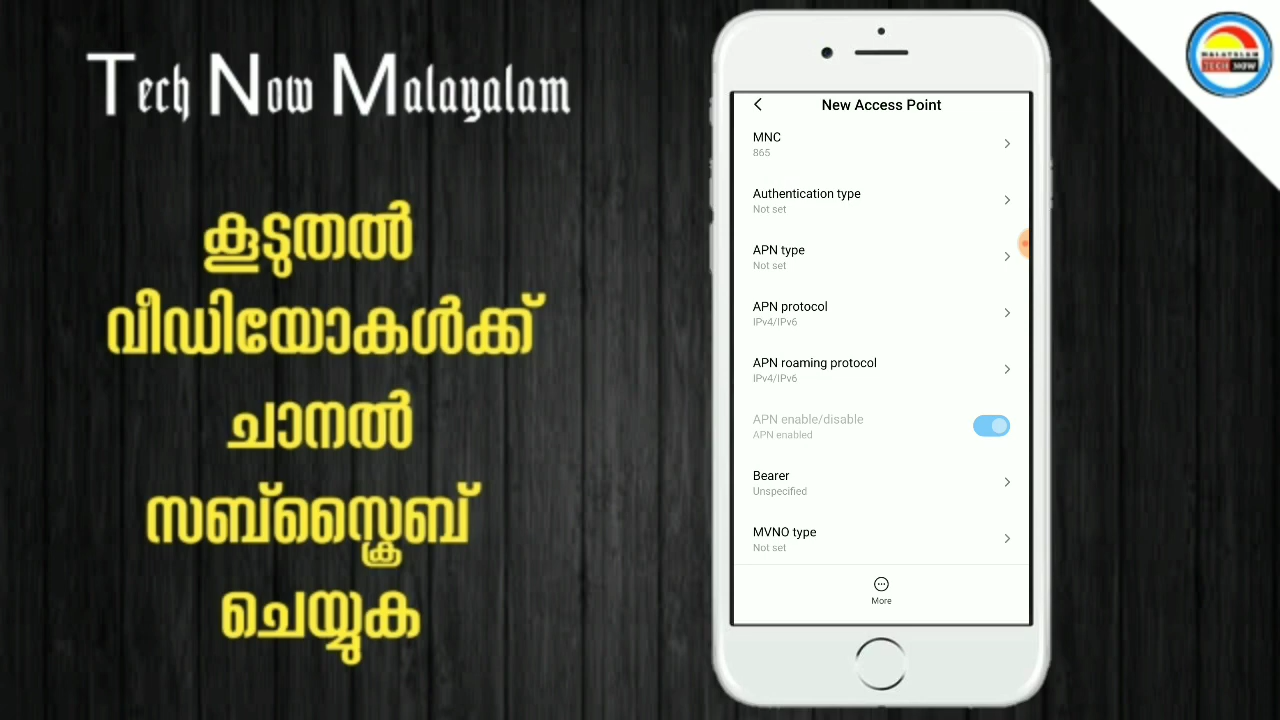 Tech Now Malayalam
കൂടുതൽ
വീഡിയോകൾക്ക്
ചാനൽ
സബ്സ്ക്രൈബ്
ചെയ്യുക
New Access Point
MNC
865
Authentication type
Not set
APN type
Not set
APN protocol
IPv4/IPv6
APN roaming protocol
IPv4/IPv6
APN enable/disable
APN enabled
Bearer
Unspecified
MVNO type
Not set
More
MALAYALAM
TECH NOW